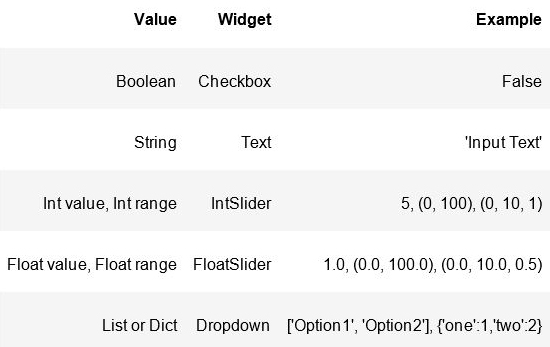 Value Widget Example
Boolean Checkbox False
String Text 'Input Text'
Int value, Int range IntSlider 5, (0, 100), (0, 10, 1)
Float value, Float range FloatSlider 1.0, (0.0, 100.0), (0.0, 10.0, 0.5)
List or Dict Dropdown ['Option1', 'Option2'], {'one':1,'two':2}